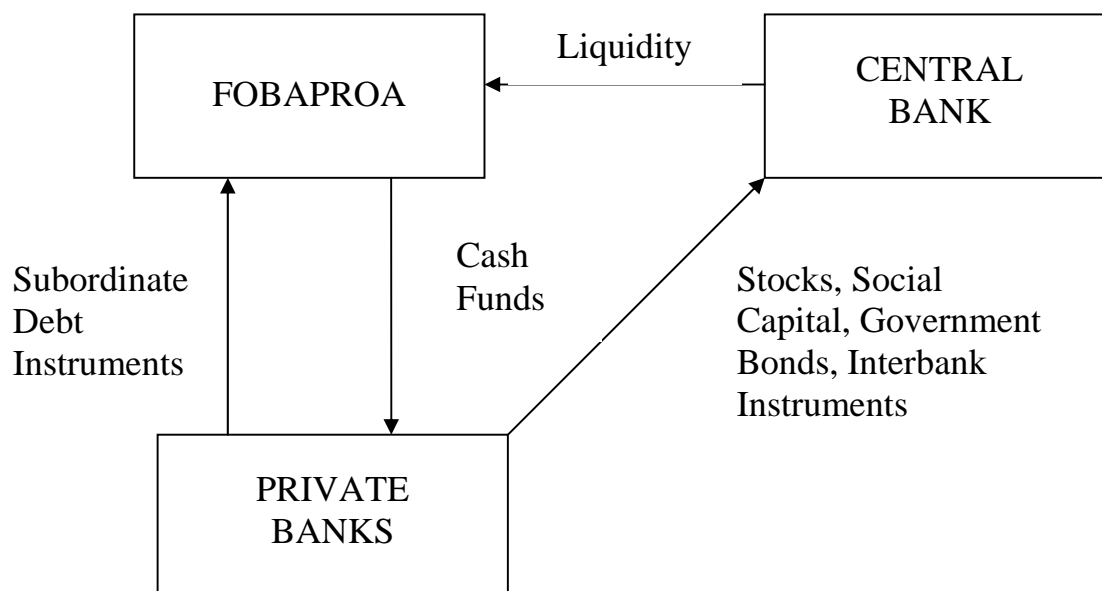 Liquidity
FOBAPROA
CENTRAL
BANK
Subordinate
Debt
Instruments
Cash
Funds
Stocks, Social
Capital, Government
Bonds, Interbank
Instruments
PRIVATE
BANKS